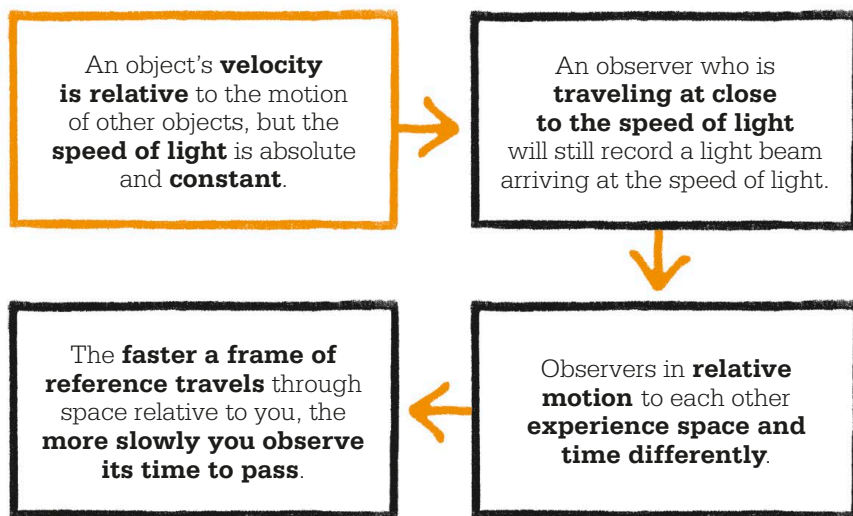 An object’s velocity
is relative to the motion
of other objects, but the
speed of light is absolute
and constant.
An observer who is
traveling at close
to the speed of light
will still record a light beam
arriving at the speed of light.
Observers in relative
motion to each other
experience space and
time differently.
The faster a frame of
reference travels through
space relative to you, the
more slowly you observe
its time to pass.